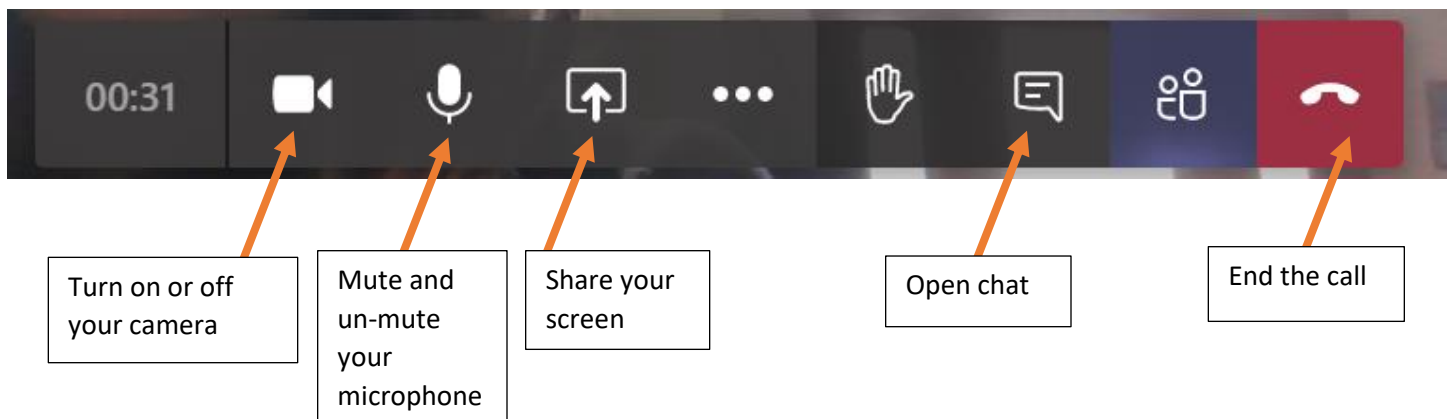 00:31
Turn on or off
your camera
Mute and
un-mute
your
microphone
Share your
screen
Open chat
End the call